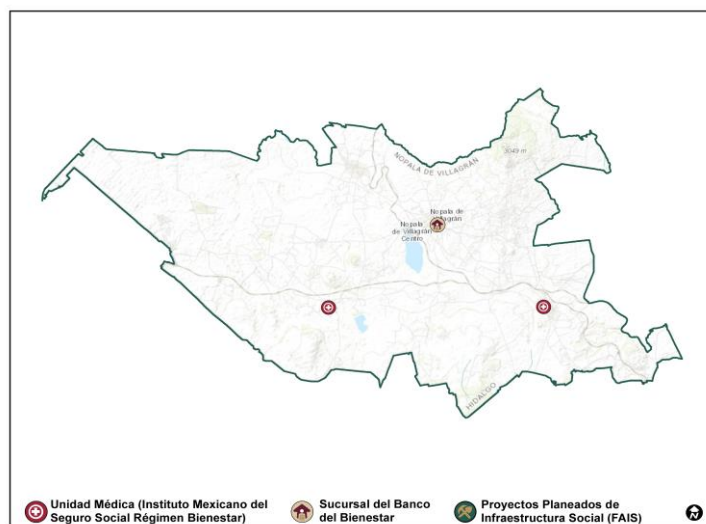 NOPALA DE VILLAGRÁN
3049 m
Nopala de
Villagrán
Nopala
de Villagrán
Centro
HIDALGO
Unidad Médica (Instituto Mexicano del
Seguro Social Régimen Bienestar)
Sucursal del Banco
del Bienestar
Proyectos Planeados de
Infraestructura Social (FAIS)